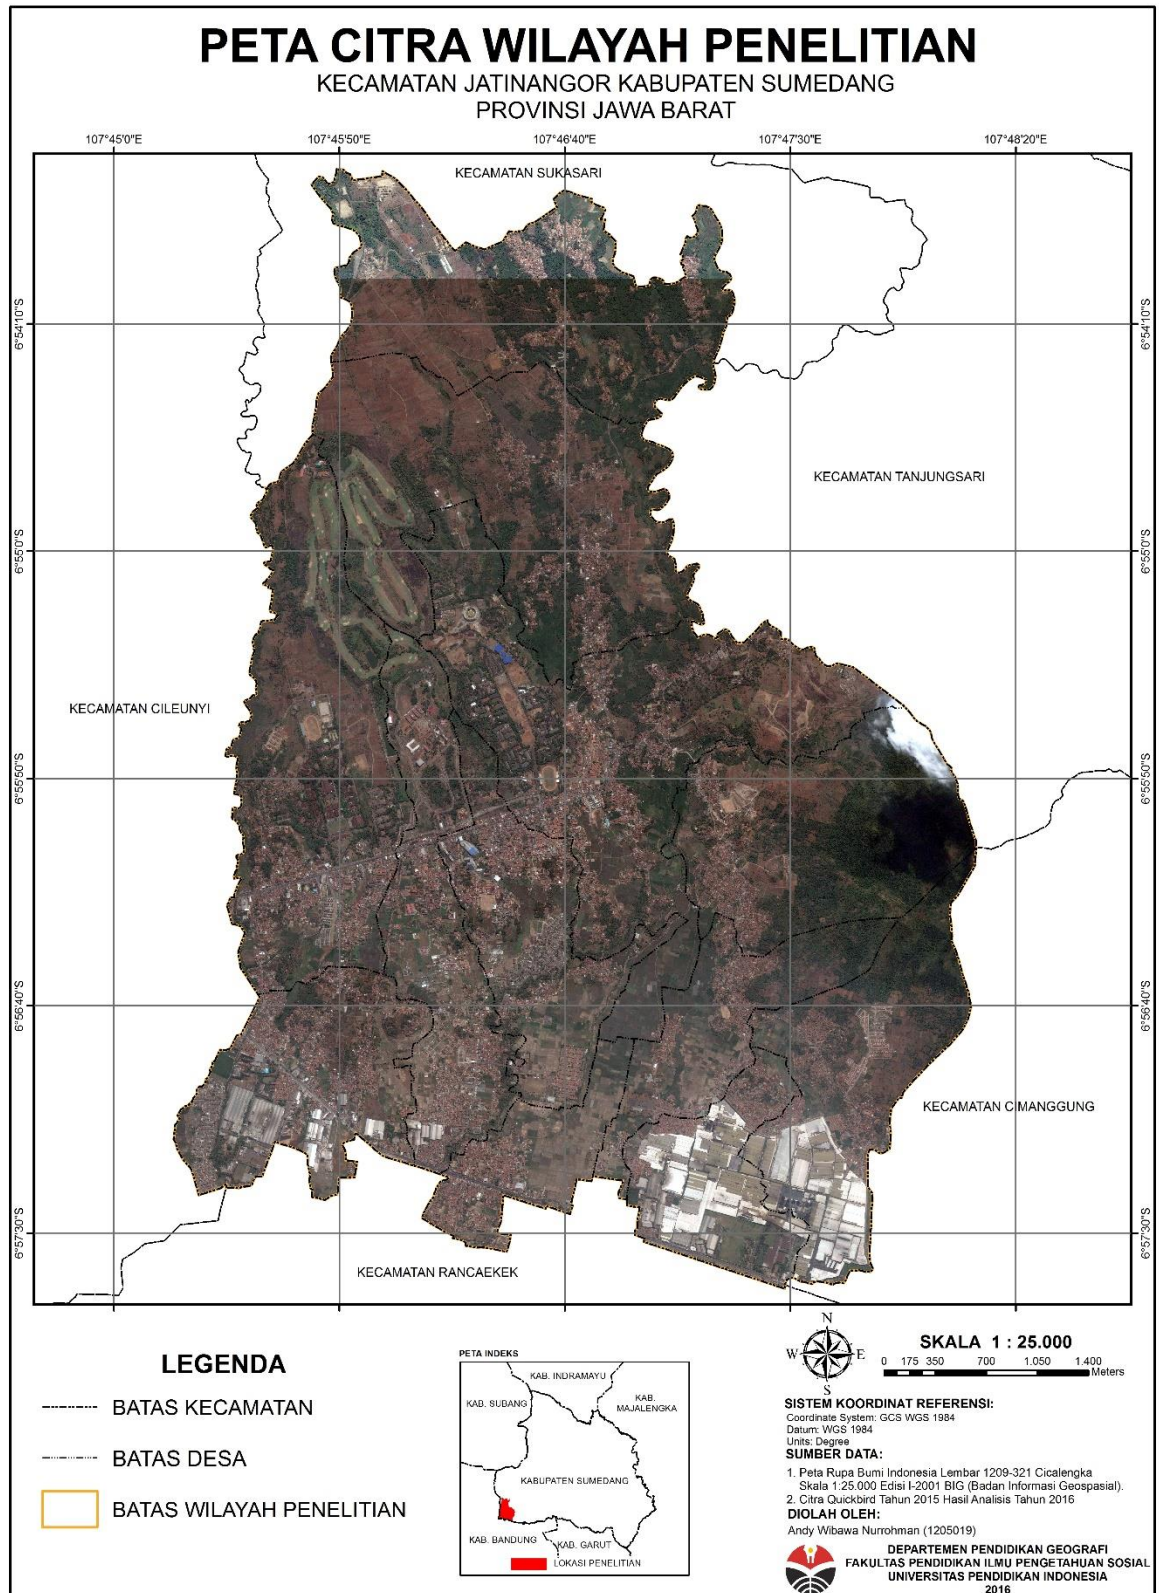 PETA CITRA WILAYAH PENELITIAN
KECAMATAN JATINANGOR KABUPATEN SUMEDANG
PROVINSI JAWA BARAT
107°45'0"E
107°45'50"E
107°46'40"E
107°47'30"E
107°48'20"E
KECAMATAN SUKASARI
6°54'10"S
6°54'10"S
KECAMATAN TANJUNGSARI
6°55'0"S
6°55'0"S
KECAMATAN CILEUNYI
6°55'50"S
6°55'50"S
6°56'40"S
6°56'40"S
KECAMATAN CIMANGGUNG
6°57'30"S
6°57'30"S
KECAMATAN RANCAEKEK
LEGENDA
BATAS KECAMATAN
BATAS DESA
BATAS WILAYAH PENELITIAN
PETA INDEKS
KAB. INDRAMAYU
KAB. SUBANG
KAB.
MAJALENGKA
KABUPATEN SUMEDANG
KAB. BANDUNG
KAB. GARUT
LOKASI PENELITIAN
N
W
E
S
SKALA 1 : 25.000
0 175 350 700 1.050 1.400
Meters
SISTEM KOORDINAT REFERENSI:
Coordinate System: GCS WGS 1984
Datum: WGS 1984
Units: Degree
SUMBER DATA:
1. Peta Rupa Bumi Indonesia Lembar 1209-321 Cicalengka
Skala 1:25.000 Edisi I-2001 BIG (Badan Informasi Geospasial).
2. Citra Quickbird Tahun 2015 Hasil Analisis Tahun 2016
DIOLAH OLEH:
Andy Wibawa Nurrohman (1205019)
DEPARTEMEN PENDIDIKAN GEOGRAFI
FAKULTAS PENDIDIKAN ILMU PENGETAHUAN SOSIAL
UNIVERSITAS PENDIDIKAN INDONESIA
2016